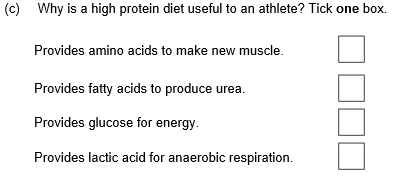 (c) Why is a high protein diet useful to an athlete? Tick one box.
Provides amino acids to make new muscle.
Provides fatty acids to produce urea.
Provides glucose for energy.
Provides lactic acid for anaerobic respiration.